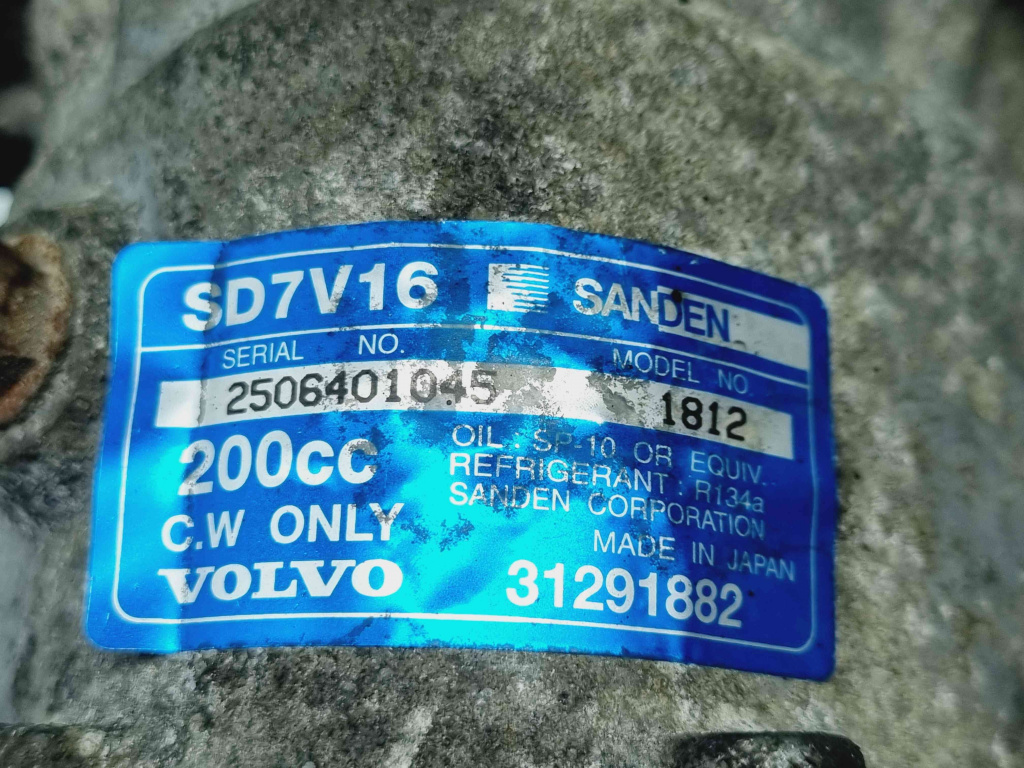 SD7V16 SANDEN
SERIAL NO. MODEL NO.
2506401045 1812
200cc
OIL : SP-10 OR EQUIV.
REFRIGERANT : R134a
SANDEN CORPORATION
C.W ONLY
MADE IN JAPAN
VOLVO 31291882